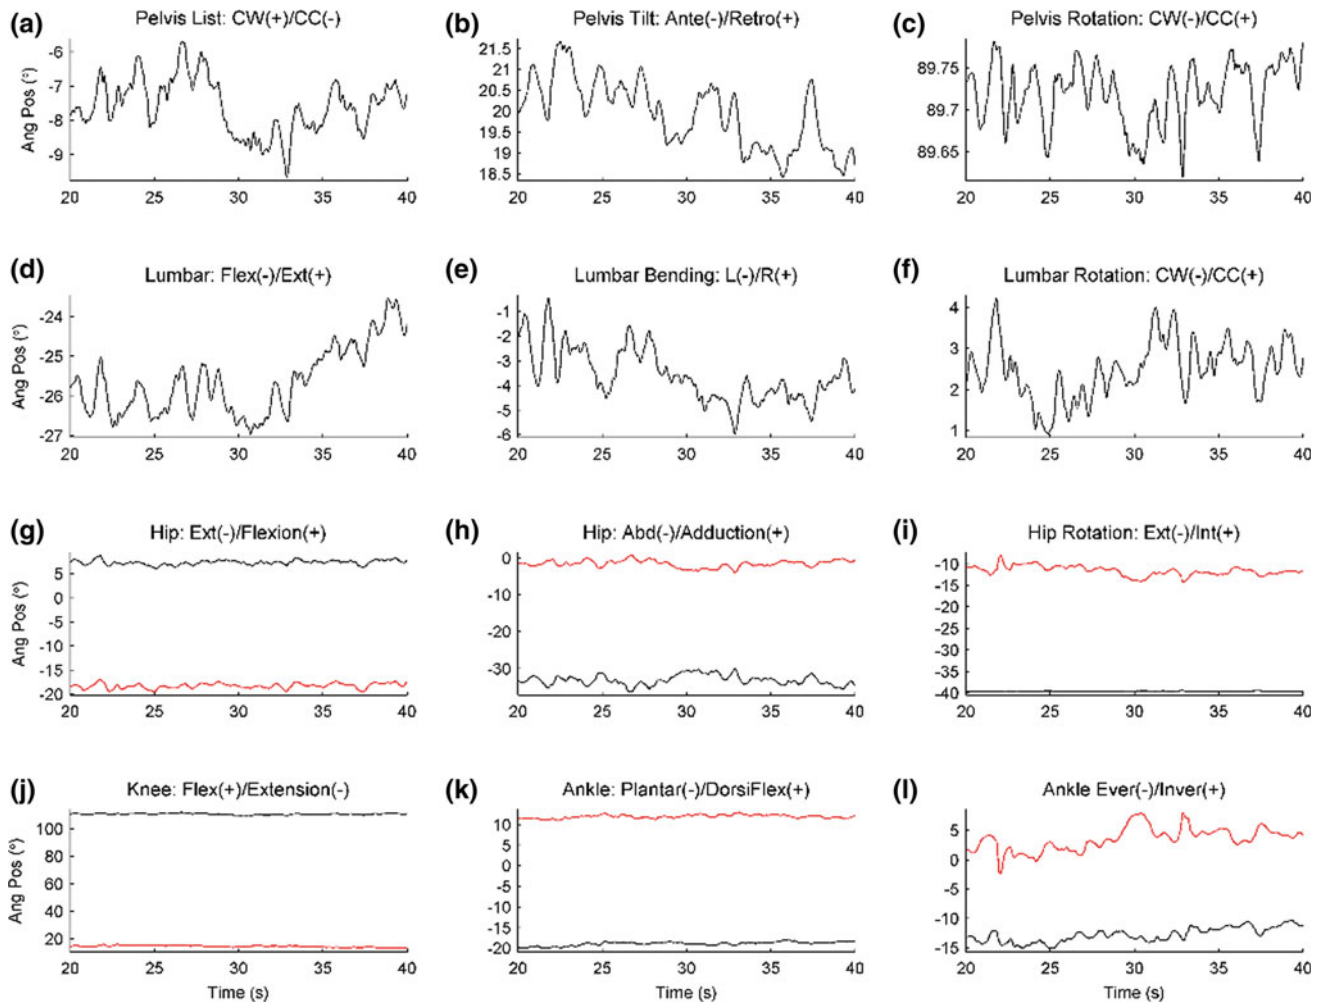 (a) Pelvis List: CW(+)/CC(-)
Ang Pos (°)
-6
-7
-8
-9
20 25 30 35 40
(b) Pelvis Tilt: Ante(-)/Retro(+)
21.5
21
20.5
20
19.5
19
18.5
20 25 30 35 40
(c) Pelvis Rotation: CW(-)/CC(+)
89.75
89.7
89.65
20 25 30 35 40
(d) Lumbar: Flex(-)/Ext(+)
Ang Pos (°)
-24
-25
-26
-27
20 25 30 35 40
(e) Lumbar Bending: L(-)/R(+)
-1
-2
-3
-4
-5
-6
20 25 30 35 40
(f) Lumbar Rotation: CW(-)/CC(+)
4
3
2
1
20 25 30 35 40
(g) Hip: Ext(-)/Flexion(+)
Ang Pos (°)
5
0
-5
-10
-15
-20
20 25 30 35 40
(h) Hip: Abd(-)/Adduction(+)
0
-10
-20
-30
20 25 30 35 40
(i) Hip Rotation: Ext(-)/Int(+)
-10
-15
-20
-25
-30
-35
-40
20 25 30 35 40
(j) Knee: Flex(+)/Extension(-)
Ang Pos (°)
100
80
60
40
20
20 25 30 35 40
Time (s)
(k) Ankle: Plantar(-)/DorsiFlex(+)
10
5
0
-5
-10
-15
-20
20 25 30 35 40
Time (s)
(l) Ankle Ever(-)/Inver(+)
5
0
-5
-10
-15
20 25 30 35 40
Time (s)